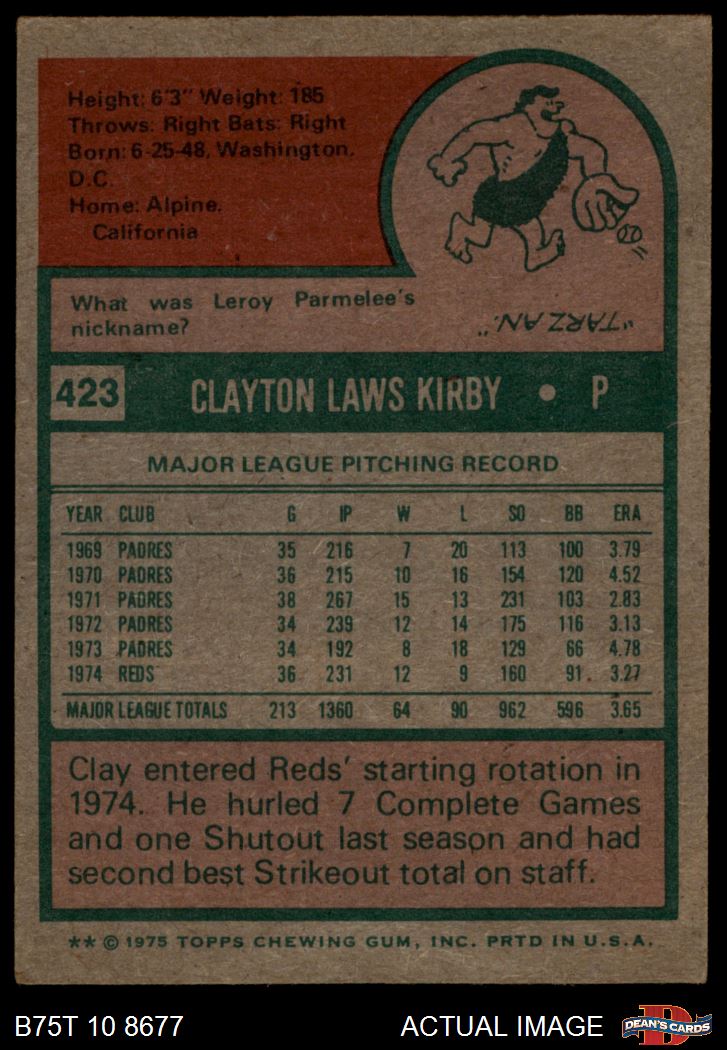 Height: 6'3" Weight: 185
Throws: Right Bats: Right
Born: 6-25-48, Washington,
D.C.
Home: Alpine,
California
What was Leroy Parmelee's
nickname?
"TARZAN."
423 CLAYTON LAWS KIRBY • P
MAJOR LEAGUE PITCHING RECORD
YEAR CLUB G IP W L SO BB ERA
1969 PADRES 35 216 7 20 113 100 3.79
1970 PADRES 36 215 10 16 154 120 4.52
1971 PADRES 38 267 15 13 231 103 2.83
1972 PADRES 34 239 12 14 175 116 3.13
1973 PADRES 34 192 8 18 129 66 4.78
1974 REDS 36 231 12 9 160 91 3.27
MAJOR LEAGUE TOTALS 213 1360 64 90 962 596 3.65
Clay entered Reds' starting rotation in
1974. He hurled 7 Complete Games
and one Shutout last season and had
second best Strikeout total on staff.
** © 1975 TOPPS CHEWING GUM, INC. PRTD IN U.S.A.
B75T 10 8677 ACTUAL IMAGE D DEAN'S CARDS